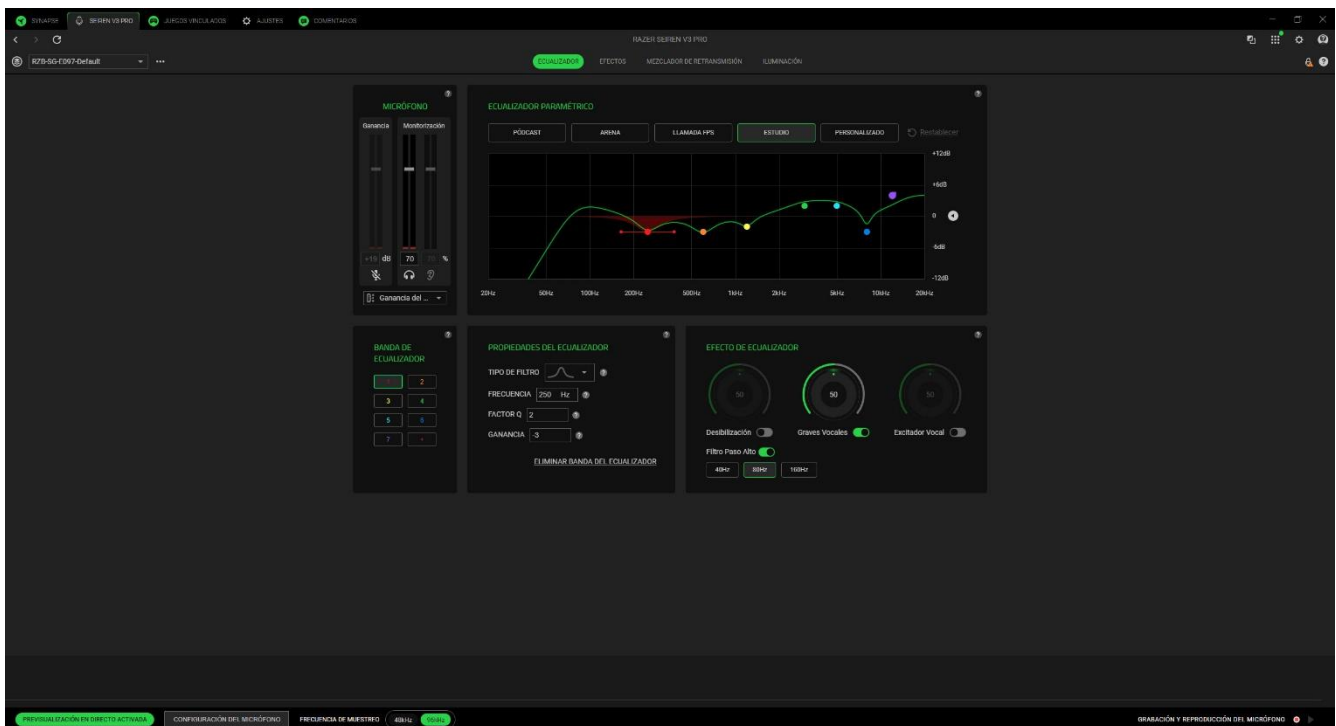 SYNAPSE SEIREN V3 PRO JUEGOS VINCULADOS AJUSTES COMENTARIOS
RAZER SEIREN V3 PRO
RZB-SG-E097-Default
ECUALIZADOR EFECTOS MEZCLADOR DE RETRANSMISIÓN ILUMINACIÓN
MICRÓFONO
Ganancia Monitorización
dB 70 %
Ganancia del ...
ECUALIZADOR PARAMÉTRICO
PÓDCAST ARENA LLAMADA FPS ESTUDIO PERSONALIZADO Restablecer
+12dB
+6dB
0
-6dB
-12dB
20Hz 50Hz 100Hz 200Hz 500Hz 1kHz 2kHz 5kHz 10kHz 20kHz
BANDA DE
ECUALIZADOR
1 2
3 4
5 6
7 +
PROPIEDADES DEL ECUALIZADOR
TIPO DE FILTRO
FRECUENCIA 250 Hz
FACTOR Q 2
GANANCIA -3
ELIMINAR BANDA DEL ECUALIZADOR
EFECTO DE ECUALIZADOR
50 50 50
Desibilización Graves Vocales Excitador Vocal
Filtro Paso Alto
40Hz 80Hz 160Hz
PREVISUALIZACIÓN EN DIRECTO ACTIVADA CONFIGURACIÓN DEL MICRÓFONO FRECUENCIA DE MUESTREO 48kHz 96kHz GRABACIÓN Y REPRODUCCIÓN DEL MICRÓFONO